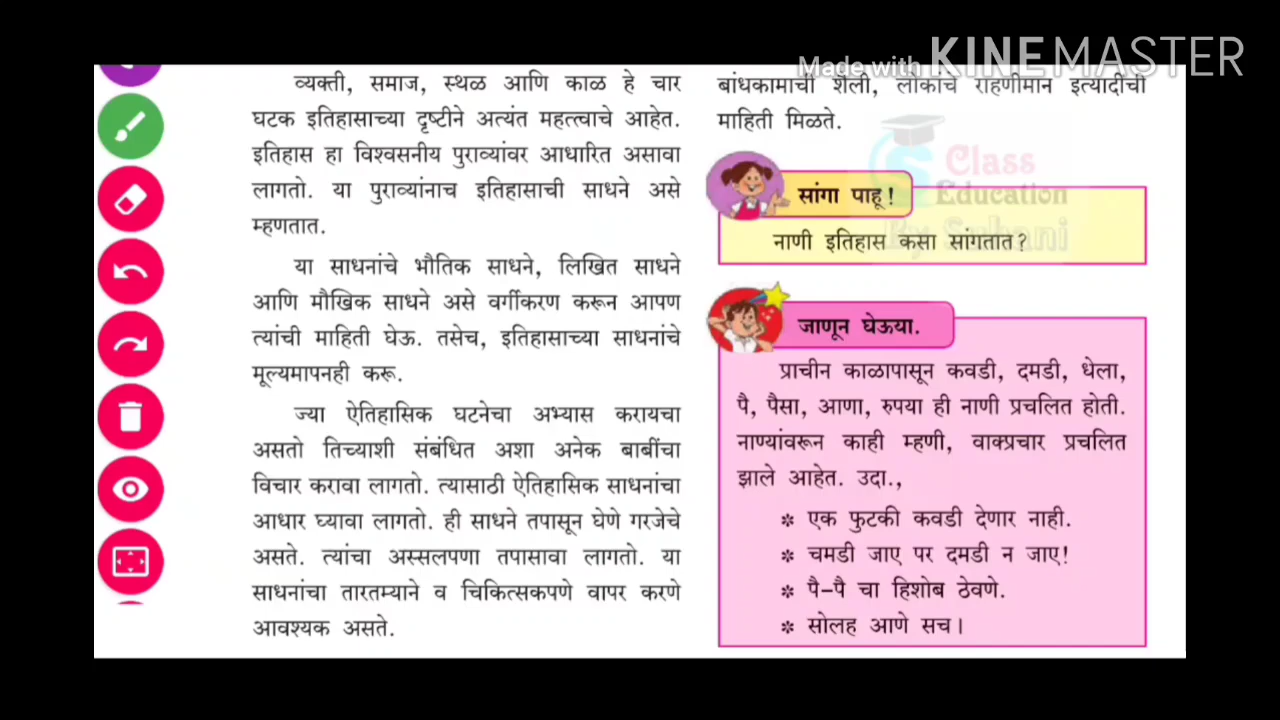 Made with KINEMASTER
व्यक्ती, समाज, स्थळ आणि काळ हे चार
घटक इतिहासाच्या दृष्टीने अत्यंत महत्त्वाचे आहेत.
इतिहास हा विश्वसनीय पुराव्यांवर आधारित असावा
लागतो. या पुराव्यांनाच इतिहासाची साधने असे
म्हणतात.
या साधनांचे भौतिक साधने, लिखित साधने
आणि मौखिक साधने असे वर्गीकरण करून आपण
त्यांची माहिती घेऊ. तसेच, इतिहासाच्या साधनांचे
मूल्यमापनही करू.
ज्या ऐतिहासिक घटनेचा अभ्यास करायचा
असतो तिच्याशी संबंधित अशा अनेक बाबींचा
विचार करावा लागतो. त्यासाठी ऐतिहासिक साधनांचा
आधार घ्यावा लागतो. ही साधने तपासून घेणे गरजेचे
असते. त्यांचा अस्सलपणा तपासावा लागतो. या
साधनांचा तारतम्याने व चिकित्सकपणे वापर करणे
आवश्यक असते.
बांधकामाची शैली, लोकांचे राहणीमान इत्यादींची
माहिती मिळते.
Class
Education
By Suhani
सांगा पाहू!
नाणी इतिहास कसा सांगतात?
जाणून घेऊया.
प्राचीन काळापासून कवडी, दमडी, धेला,
पै, पैसा, आणा, रुपया ही नाणी प्रचलित होती.
नाण्यांवरून काही म्हणी, वाक्प्रचार प्रचलित
झाले आहेत. उदा.,
* एक फुटकी कवडी देणार नाही.
* चमडी जाए पर दमडी न जाए!
* पै-पै चा हिशोब ठेवणे.
* सोलह आणे सच।